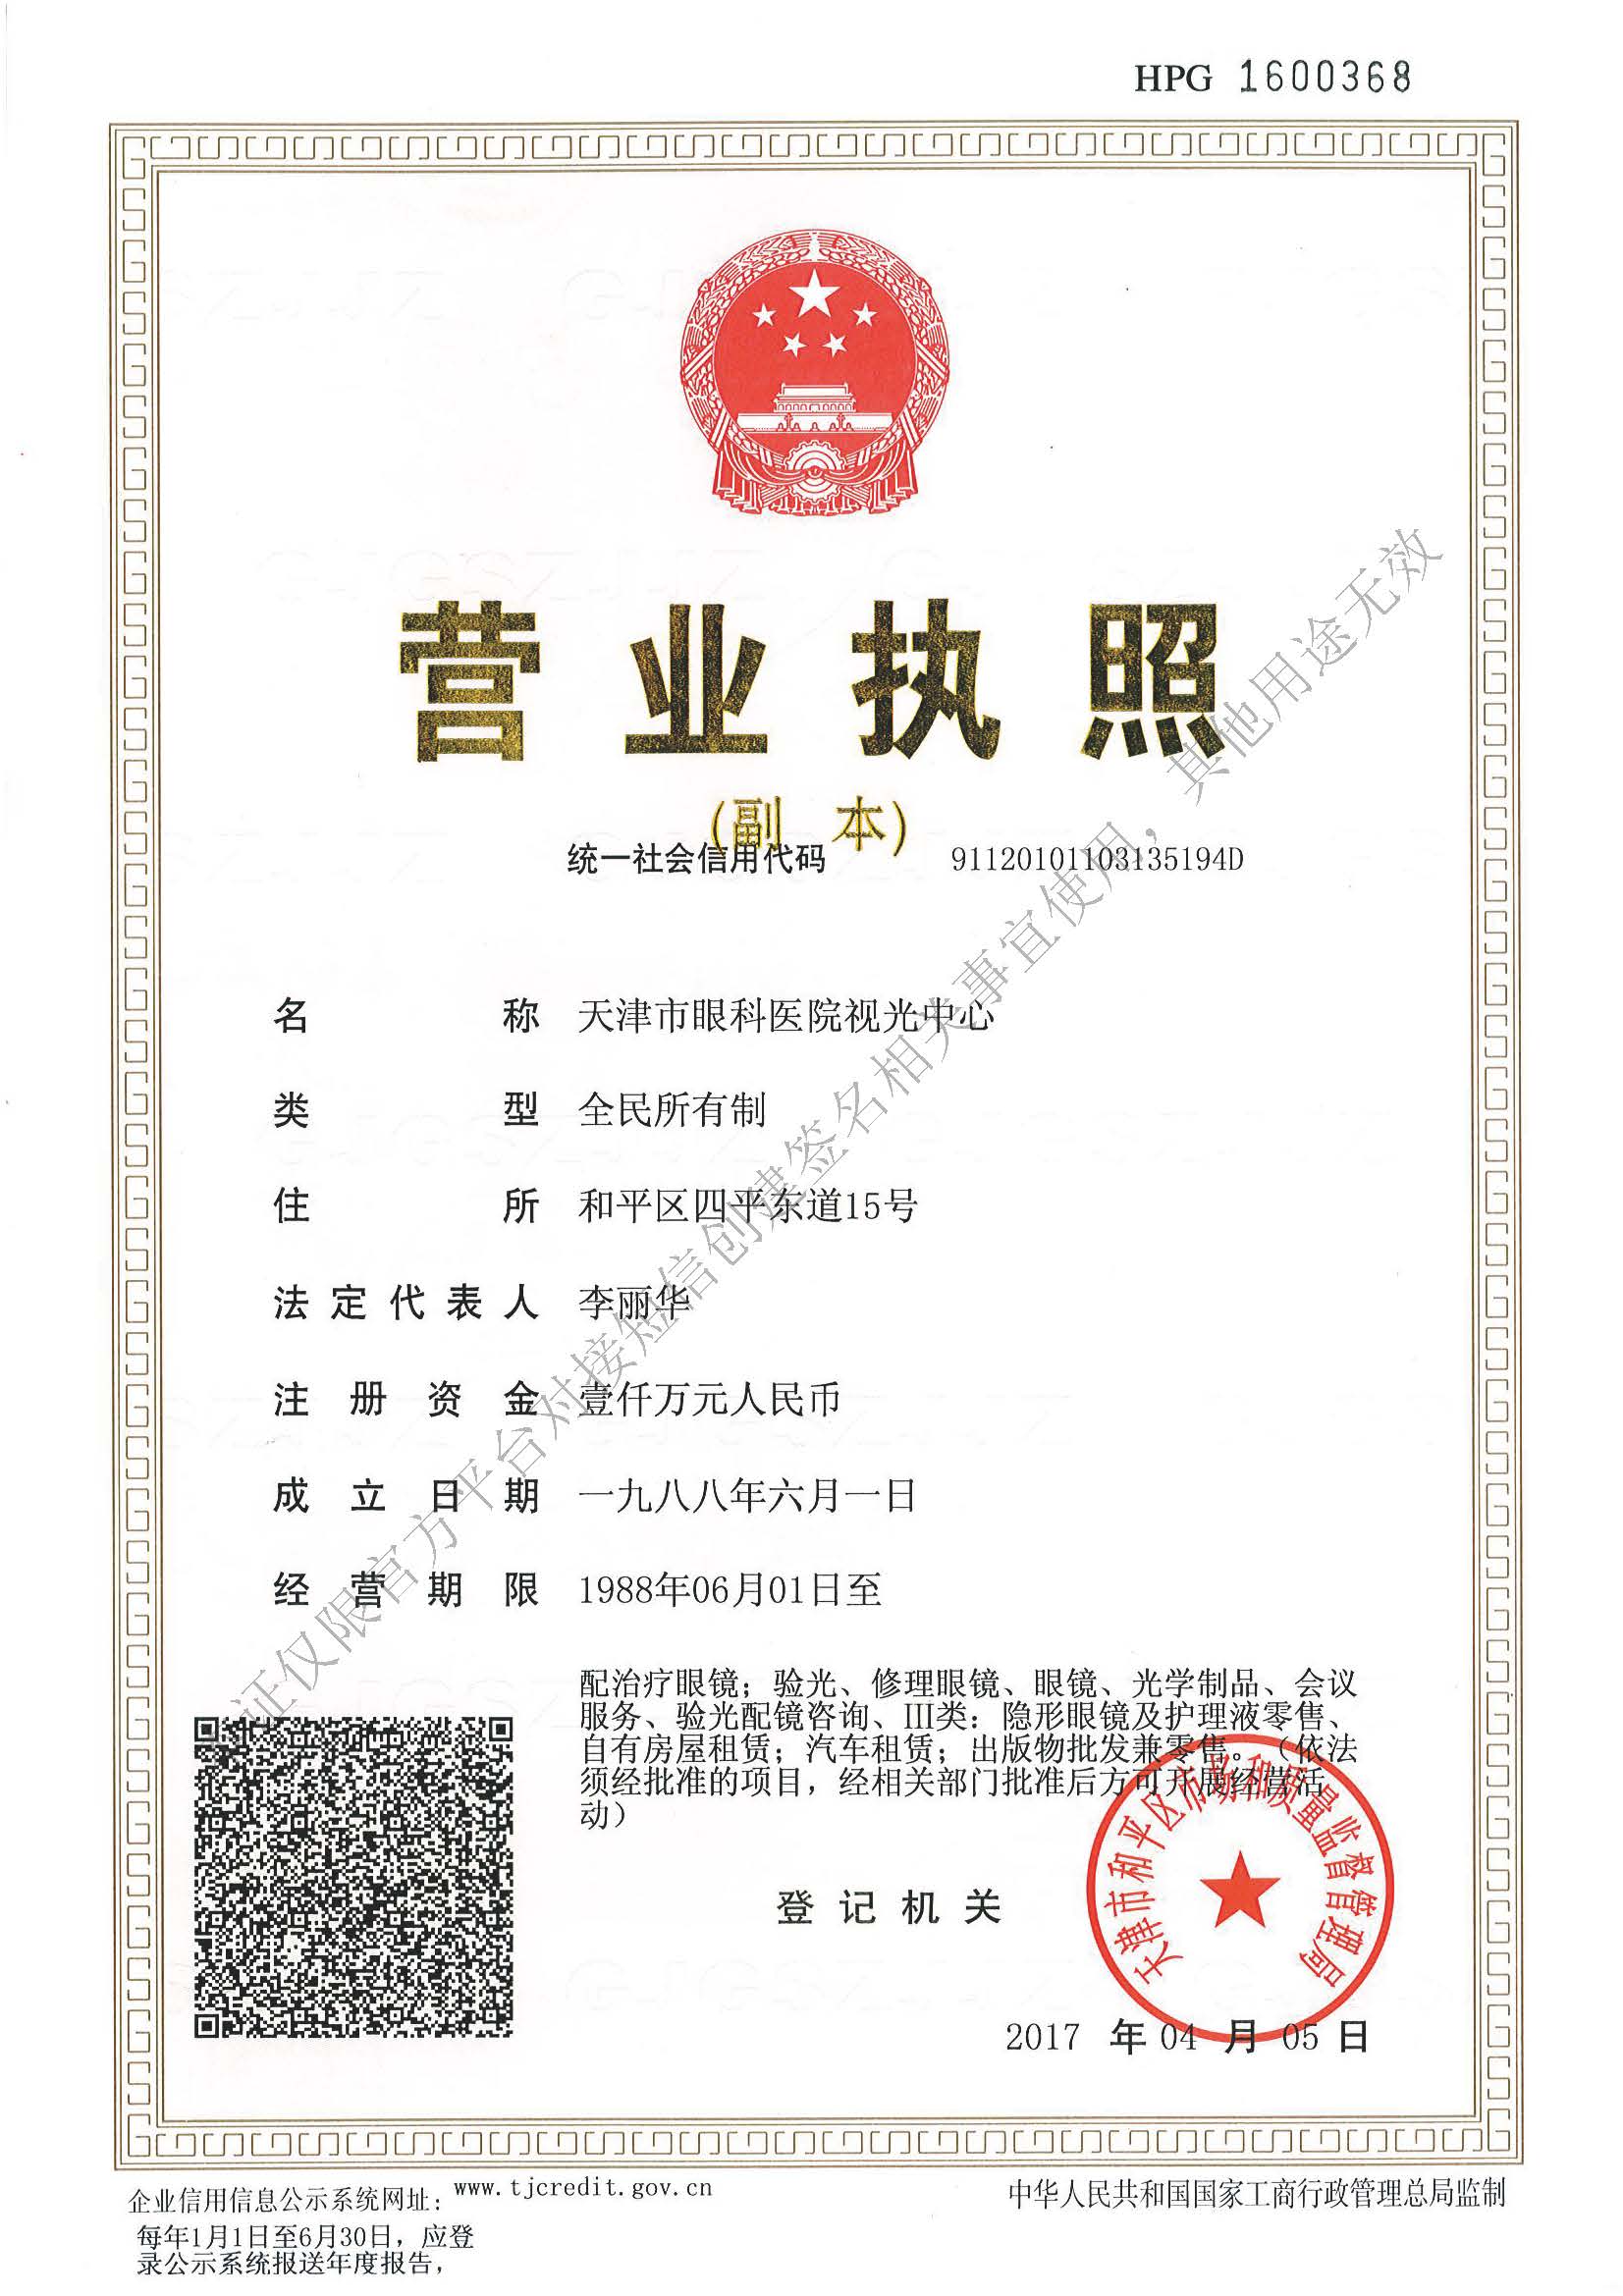 HPG 1600368
营业执照
(副 本)
统一社会信用代码 91120101103135194D
名称 天津市眼科医院视光中心
类型 全民所有制
住所 和平区四平东道15号
法定代表人 李丽华
注册资金 壹仟万元人民币
成立日期 一九八八年六月一日
经营期限 1988年06月01日至
配治疗眼镜；验光、修理眼镜、眼镜、光学制品、会议
服务、验光配镜咨询、III类：隐形眼镜及护理液零售、
自有房屋租赁；汽车租赁；出版物批发兼零售。（依法
须经批准的项目，经相关部门批准后方可开展经营活
动）
登记机关
天津市和平区市场和质量监督管理局
2017 年 04 月 05 日
证仅限官方平台对接短信创建签名相关事宜使用，其他用途无效
企业信用信息公示系统网址：www.tjcredit.gov.cn
中华人民共和国国家工商行政管理总局监制
每年1月1日至6月30日，应登
录公示系统报送年度报告，